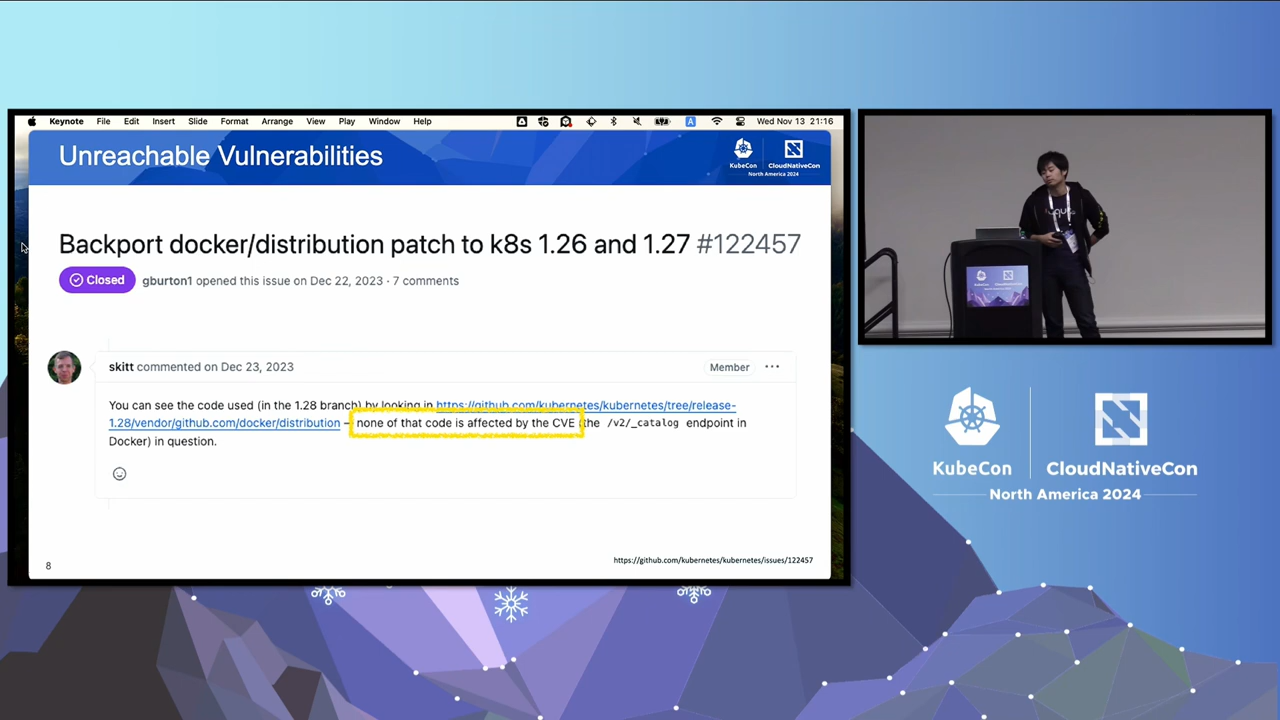 Keynote File Edit Insert Slide Format Arrange View Play Window Help A Wed Nov 13 21:16
Unreachable Vulnerabilities
KubeCon CloudNativeCon
North America 2024
Backport docker/distribution patch to k8s 1.26 and 1.27 #122457
Closed gburton1 opened this issue on Dec 22, 2023 · 7 comments
skitt commented on Dec 23, 2023 Member ···
You can see the code used (in the 1.28 branch) by looking in https://github.com/kubernetes/kubernetes/tree/release-
1.28/vendor/github.com/docker/distribution – none of that code is affected by the CVE (the /v2/_catalog endpoint in
Docker) in question.
8
https://github.com/kubernetes/kubernetes/issues/122457
KubeCon CloudNativeCon
North America 2024